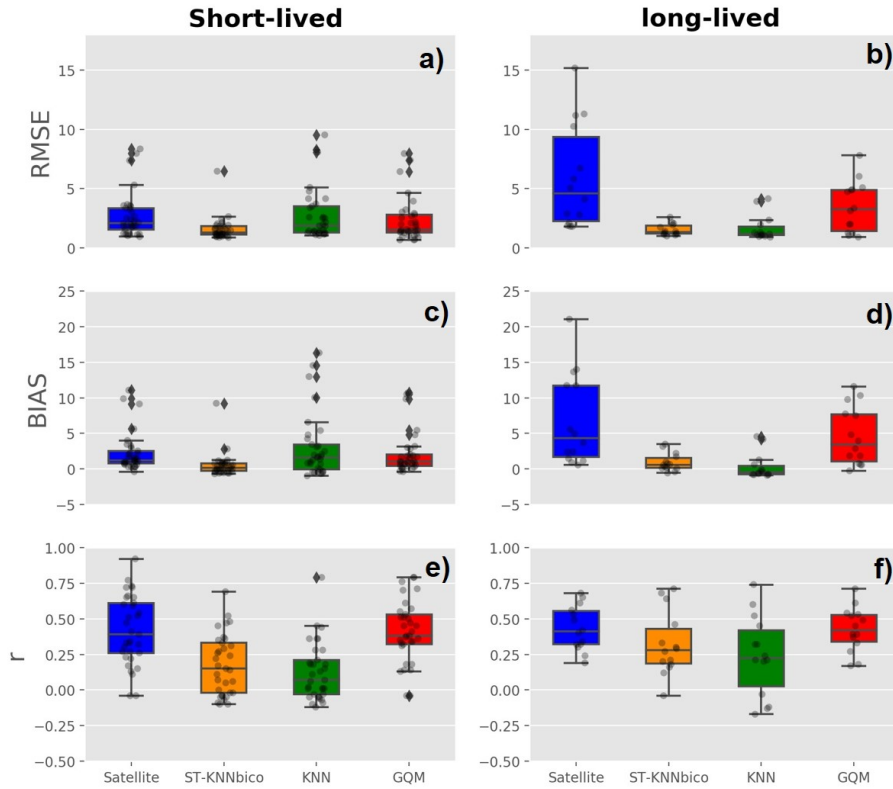 Short-lived
long-lived
a)
b)
RMSE
15
10
5
0
15
10
5
0
c)
d)
BIAS
25
20
15
10
5
0
−5
25
20
15
10
5
0
−5
e)
f)
r
1.00
0.75
0.50
0.25
0.00
−0.25
−0.50
1.00
0.75
0.50
0.25
0.00
−0.25
−0.50
Satellite ST-KNNbico KNN GQM
Satellite ST-KNNbico KNN GQM